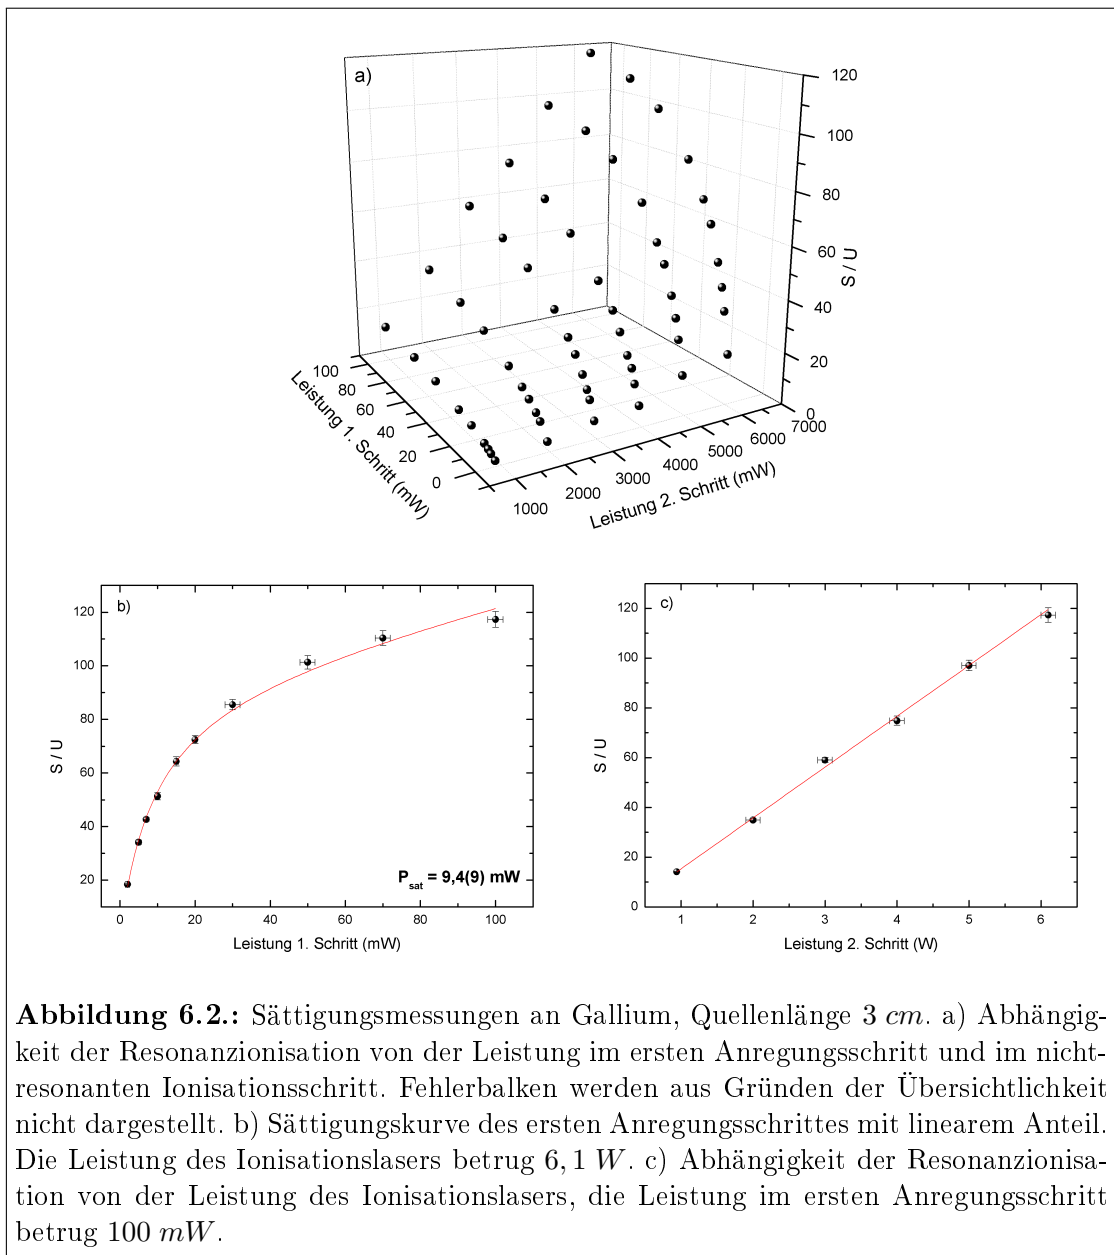 a)
120
100
80
60
40
20
0
S / U
100
80
60
40
20
0
Leistung 1. Schritt (mW)
1000
2000
3000
4000
5000
6000
7000
Leistung 2. Schritt (mW)
b)
120
100
80
60
40
20
S / U
P_sat = 9,4(9) mW
0 20 40 60 80 100
Leistung 1. Schritt (mW)
c)
120
100
80
60
40
20
0
S / U
1 2 3 4 5 6
Leistung 2. Schritt (W)
Abbildung 6.2.: Sättigungsmessungen an Gallium, Quellenlänge 3 cm. a) Abhängig-
keit der Resonanzionisation von der Leistung im ersten Anregungsschritt und im nicht-
resonanten Ionisationsschritt. Fehlerbalken werden aus Gründen der Übersichtlichkeit
nicht dargestellt. b) Sättigungskurve des ersten Anregungsschrittes mit linearem Anteil.
Die Leistung des Ionisationslasers betrug 6,1 W. c) Abhängigkeit der Resonanzionisa-
tion von der Leistung des Ionisationslasers, die Leistung im ersten Anregungsschritt
betrug 100 mW.